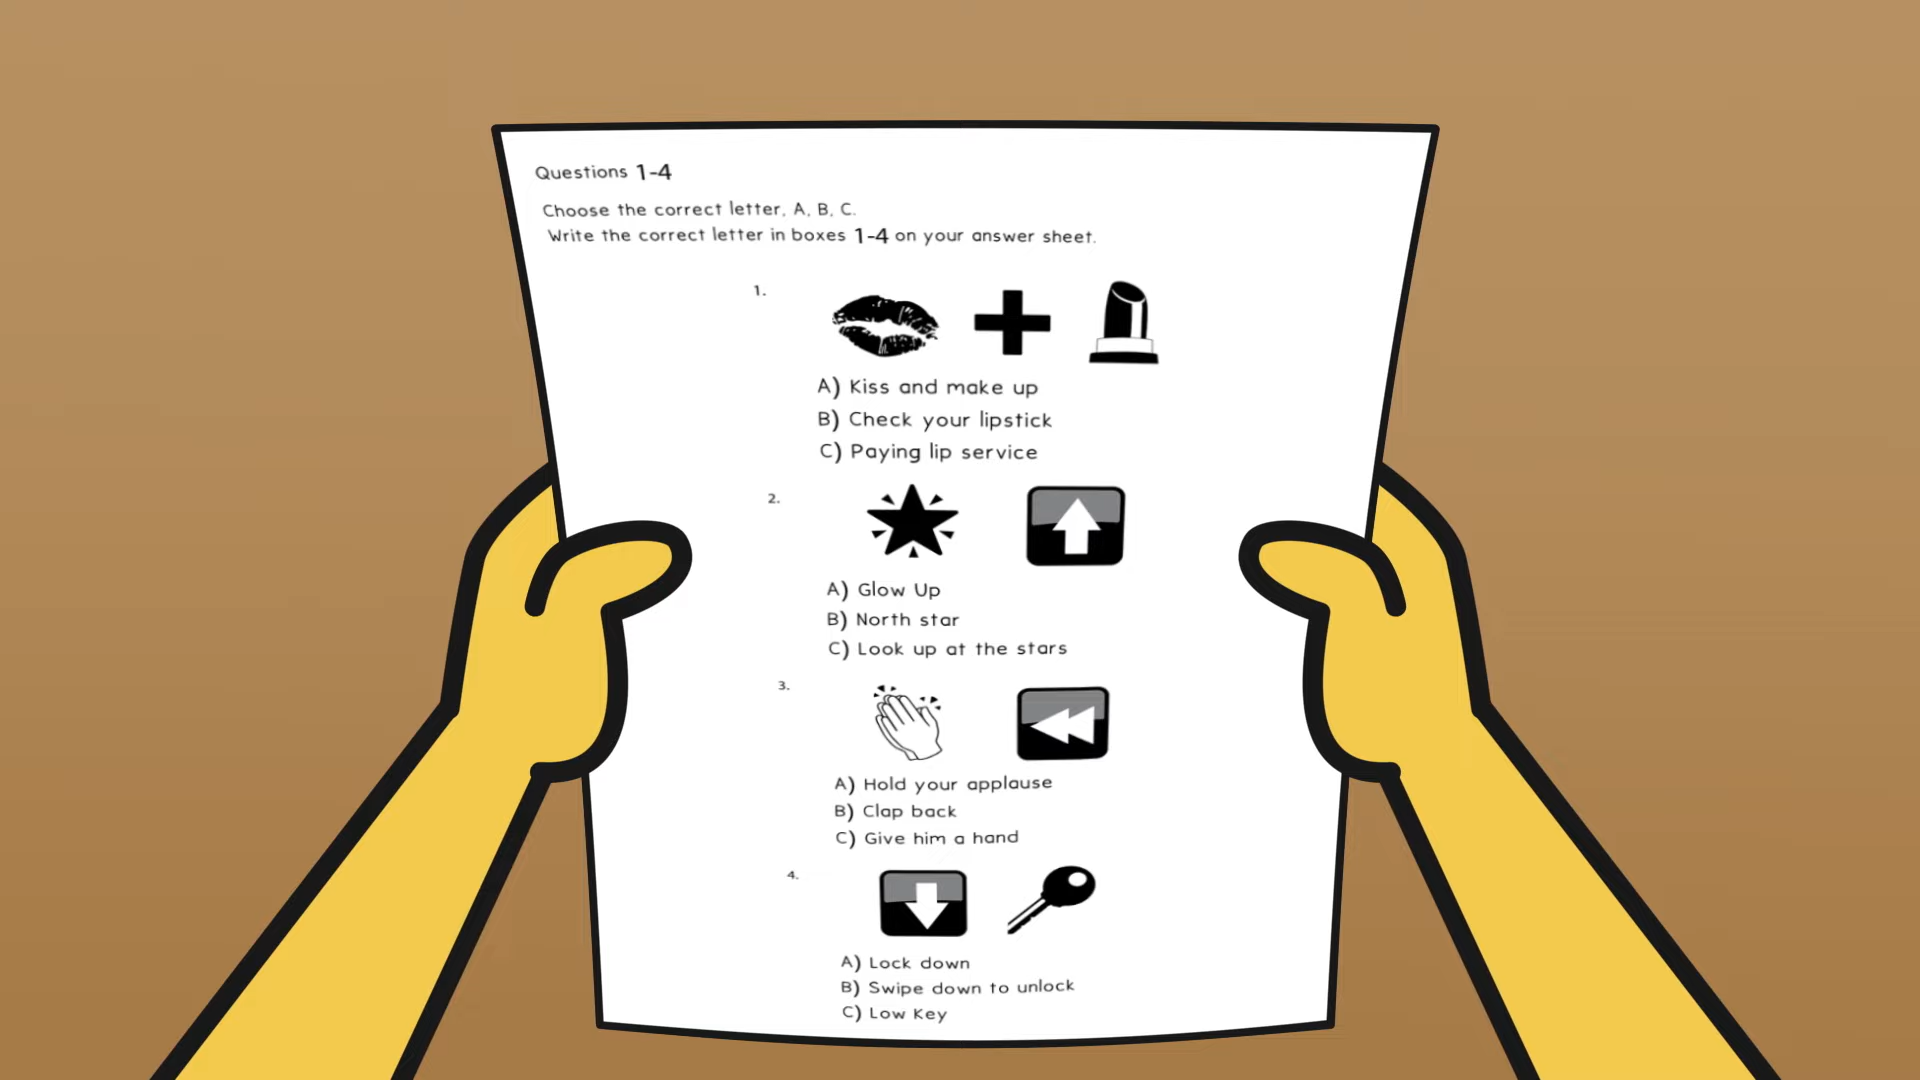 Questions 1-4
Choose the correct letter, A, B, C.
Write the correct letter in boxes 1-4 on your answer sheet.
1.
A) Kiss and make up
B) Check your lipstick
C) Paying lip service
2.
A) Glow Up
B) North star
C) Look up at the stars
3.
A) Hold your applause
B) Clap back
C) Give him a hand
4.
A) Lock down
B) Swipe down to unlock
C) Low Key